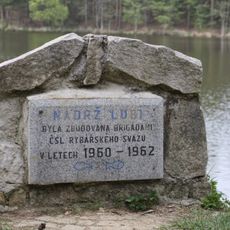 NÁDRŽ LUBÍ
BYLA ZBUDOVÁNA BRIGÁDAMI
ČSL. RYBÁŘSKÉHO SVAZU
V LETECH 1960 – 1962